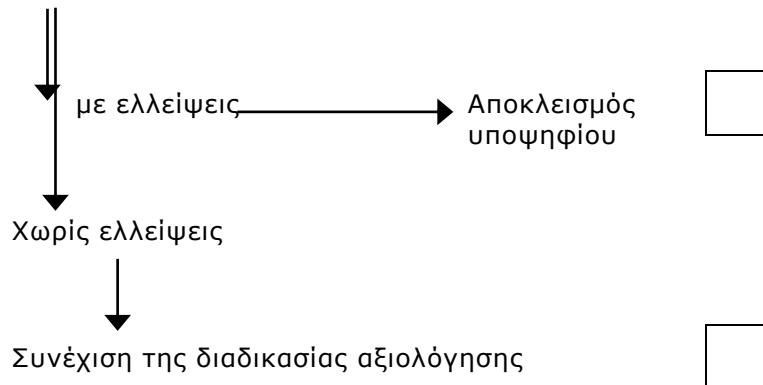 με ελλείψεις
Αποκλεισμός
υποψηφίου
Χωρίς ελλείψεις
Συνέχιση της διαδικασίας αξιολόγησης